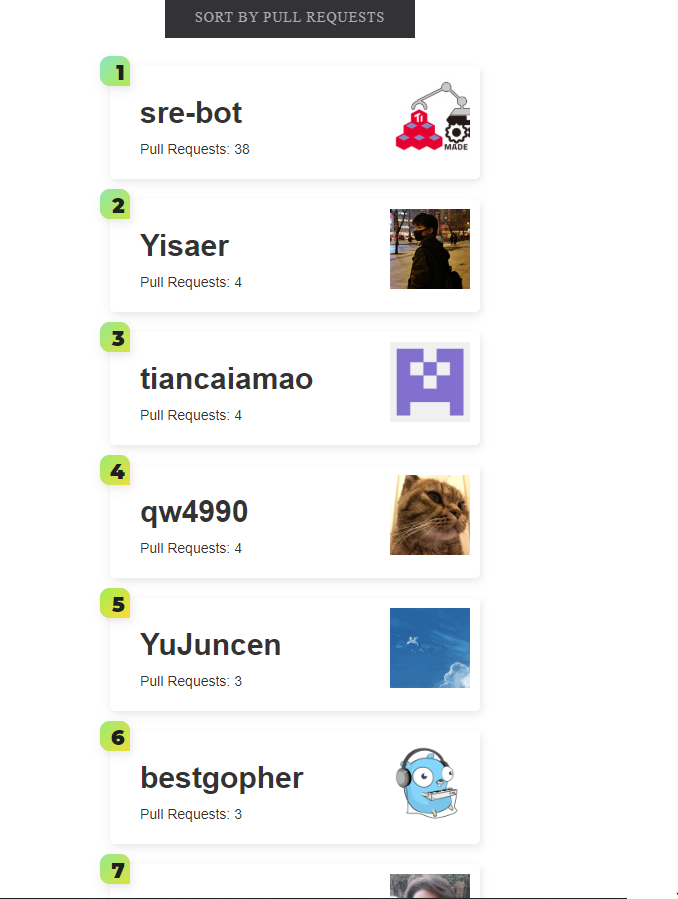 SORT BY PULL REQUESTS
1
sre-bot
Pull Requests: 38
Ti
MADE
2
Yisaer
Pull Requests: 4
3
tiancaiamao
Pull Requests: 4
4
qw4990
Pull Requests: 4
5
YuJuncen
Pull Requests: 3
6
bestgopher
Pull Requests: 3
7